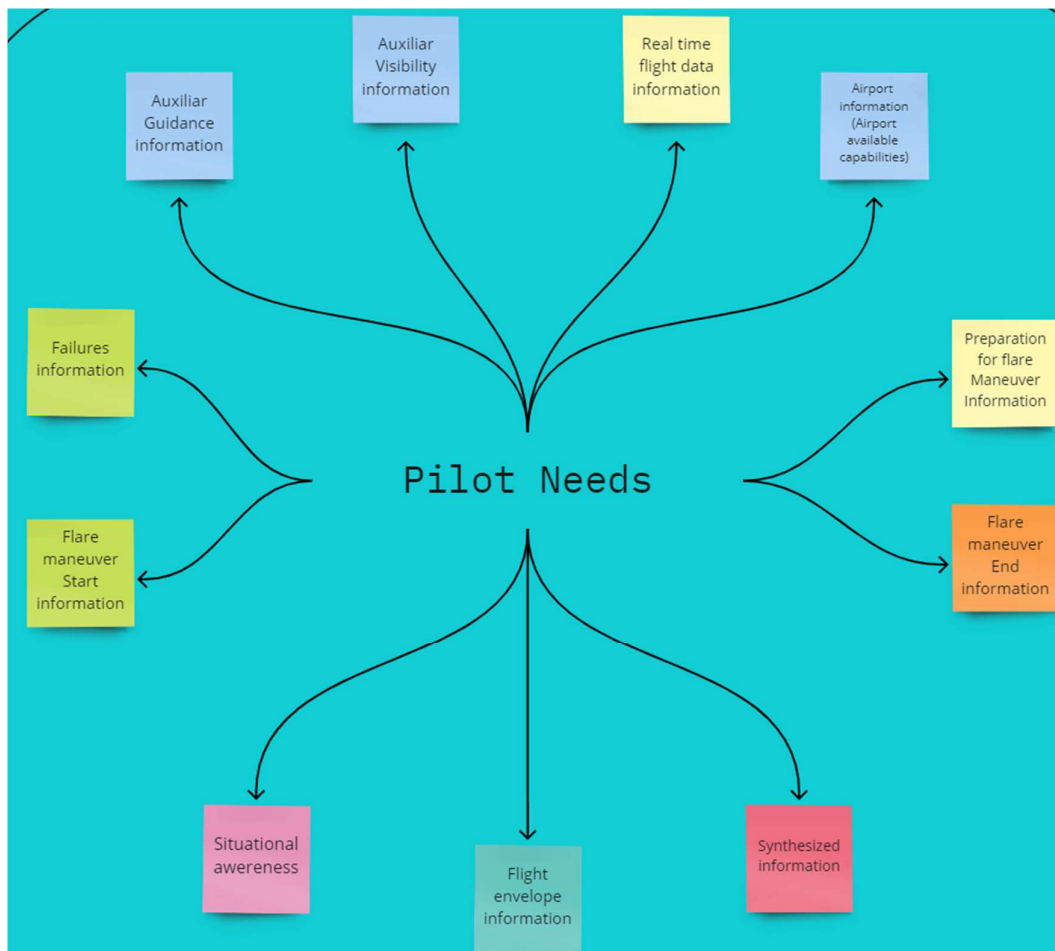 Auxiliar
Guidance
information
Auxiliar
Visibility
information
Real time
flight data
information
Airport
information
(Airport
available
capabilities)
Failures
information
Preparation
for flare
Maneuver
Information
Pilot Needs
Flare
maneuver
Start
information
Flare
maneuver
End
information
Situational
awereness
Flight
envelope
information
Synthesized
information